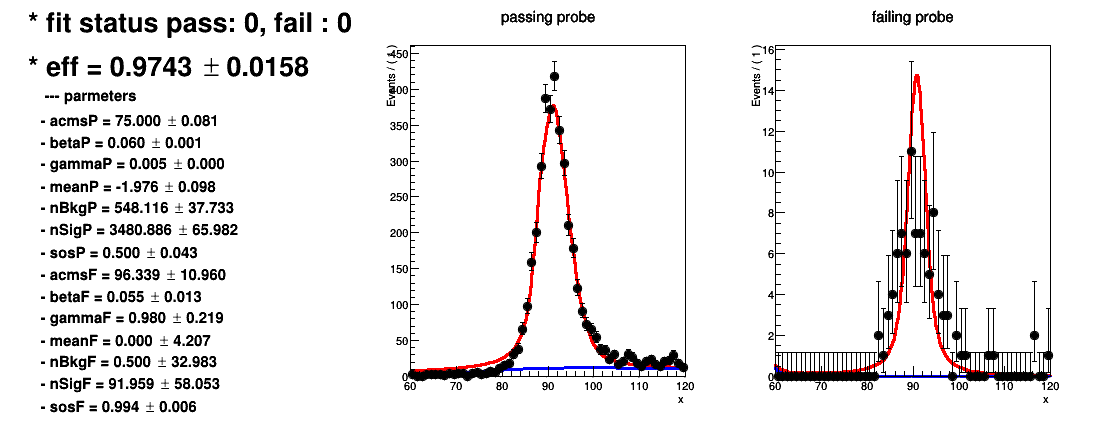 * fit status pass: 0, fail : 0
* eff = 0.9743 ± 0.0158
--- parmeters
- acmsP = 75.000 ± 0.081
- betaP = 0.060 ± 0.001
- gammaP = 0.005 ± 0.000
- meanP = -1.976 ± 0.098
- nBkgP = 548.116 ± 37.733
- nSigP = 3480.886 ± 65.982
- sosP = 0.500 ± 0.043
- acmsF = 96.339 ± 10.960
- betaF = 0.055 ± 0.013
- gammaF = 0.980 ± 0.219
- meanF = 0.000 ± 4.207
- nBkgF = 0.500 ± 32.983
- nSigF = 91.959 ± 58.053
- sosF = 0.994 ± 0.006
passing probe
Events / ( 1 )
450
400
350
300
250
200
150
100
50
0
60 70 80 90 100 110 120
x
failing probe
Events / ( 1 )
16
14
12
10
8
6
4
2
0
60 70 80 90 100 110 120
x